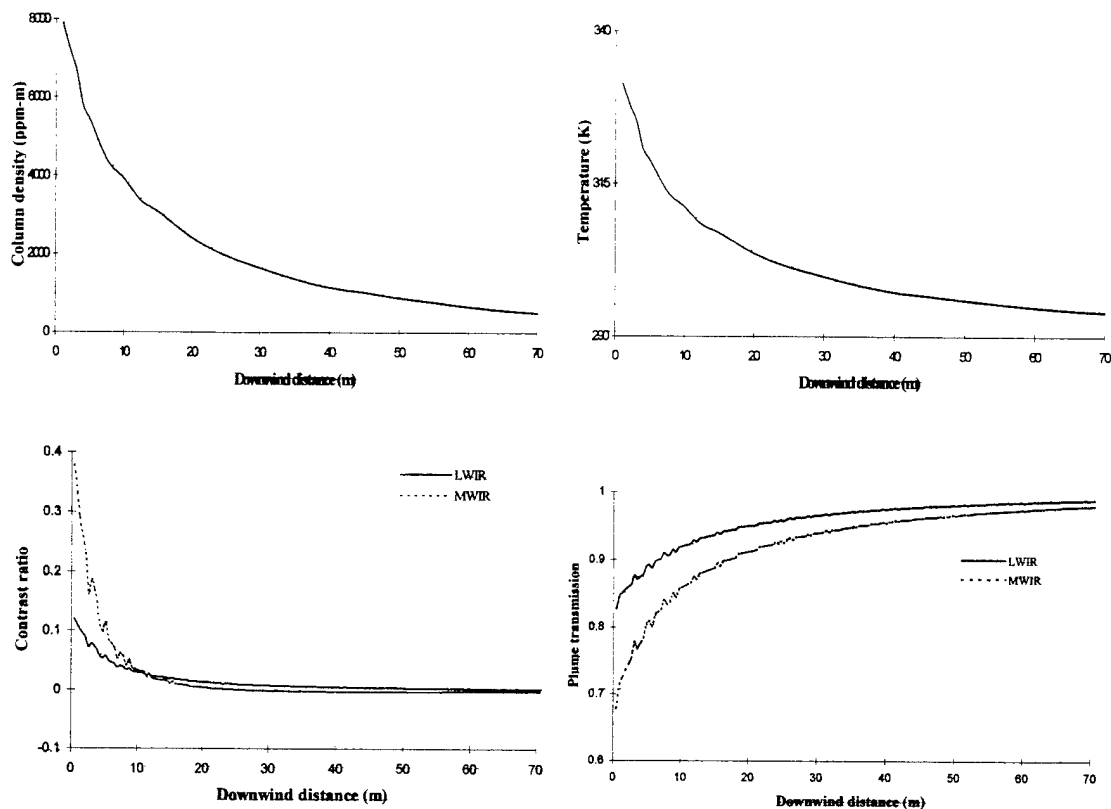 8000
6000
4000
2000
0
Column density (ppm-m)
0 10 20 30 40 50 60 70
Downwind distance (m)
340
315
290
Temperature (K)
0 10 20 30 40 50 60 70
Downwind distance (m)
0.4
0.3
0.2
0.1
0
-0.1
Contrast ratio
LWIR
MWIR
0 10 20 30 40 50 60 70
Downwind distance (m)
1
0.9
0.8
0.7
0.6
Plume transmission
LWIR
MWIR
0 10 20 30 40 50 60 70
Downwind distance (m)